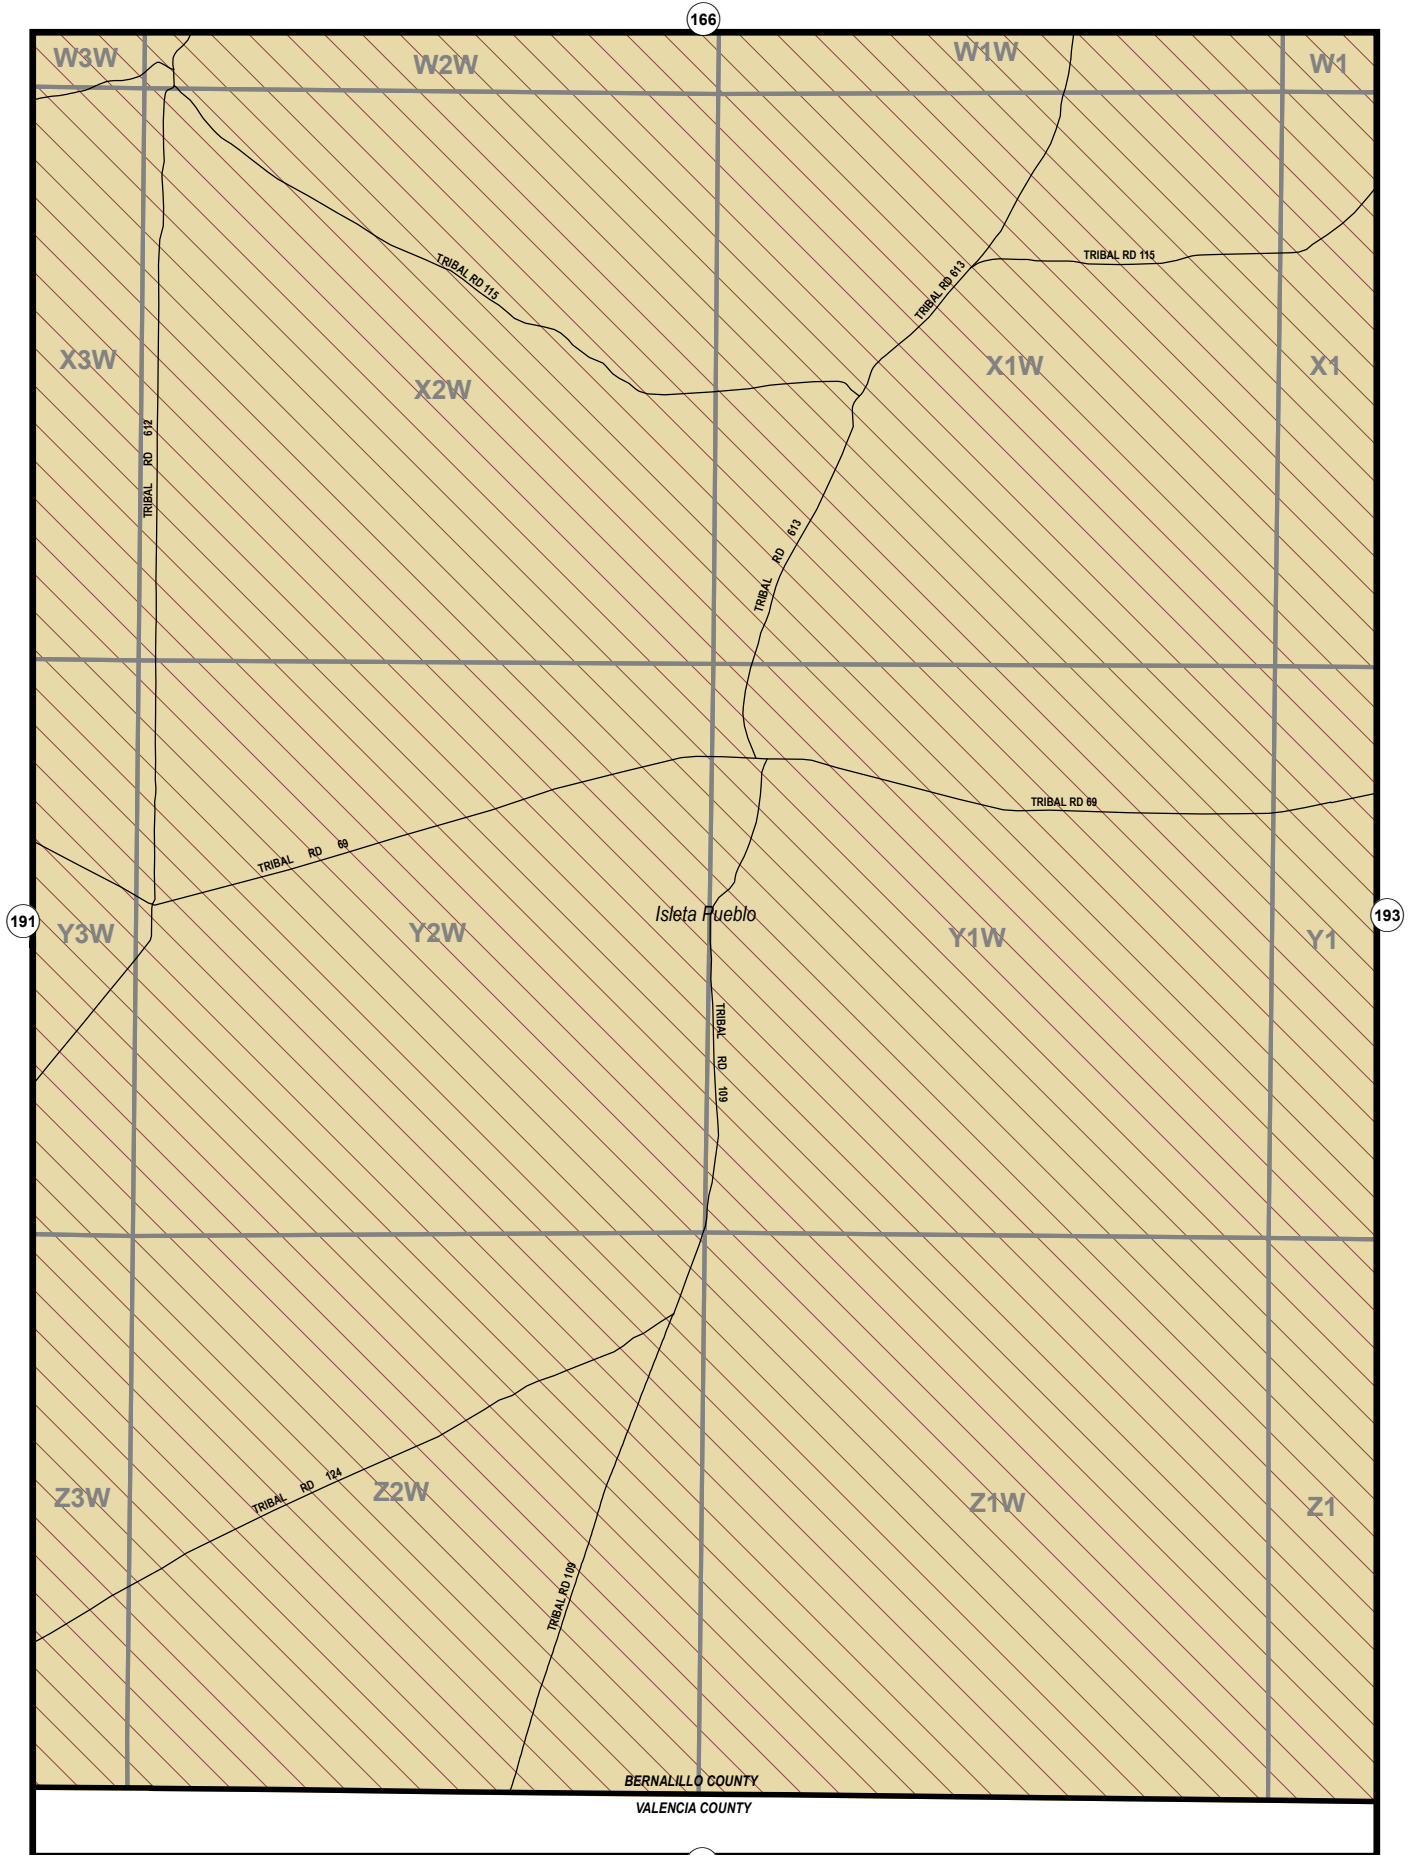 166
W3W
W2W
W1W
W1
TRIBAL RD 115
TRIBAL RD 115
TRIBAL RD 613
X3W
X2W
X1W
X1
TRIBAL RD 612
TRIBAL RD 613
TRIBAL RD 69
TRIBAL RD 69
191
Isleta Pueblo
193
Y3W
Y2W
Y1W
Y1
TRIBAL RD 109
TRIBAL RD 124
Z3W
Z2W
Z1W
Z1
TRIBAL RD 109
BERNALILLO COUNTY
VALENCIA COUNTY